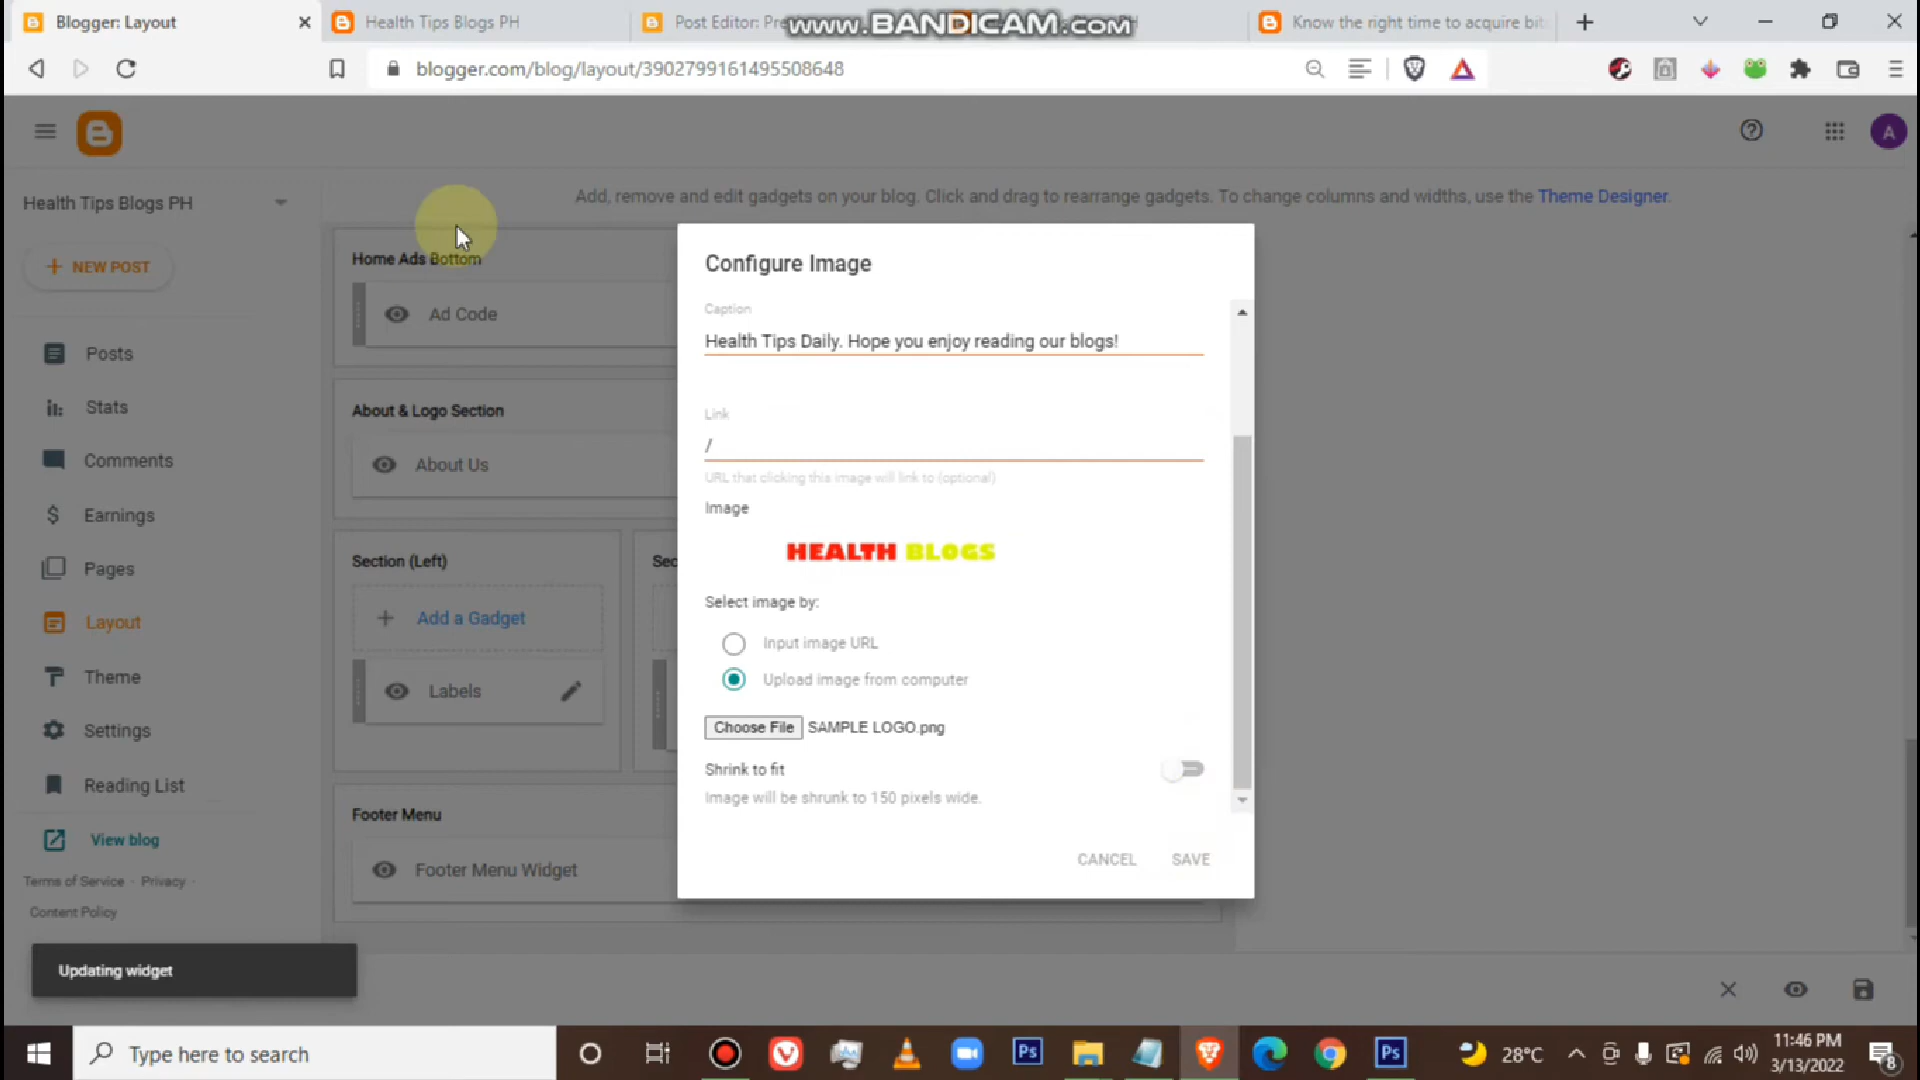 Blogger: Layout
Health Tips Blogs PH
Post Editor: Pre
www.BANDICAM.com
Know the right time to acquire bit
blogger.com/blog/layout/3902799161495508648
A
Health Tips Blogs PH
Add, remove and edit gadgets on your blog. Click and drag to rearrange gadgets. To change columns and widths, use the Theme Designer.
NEW POST
Posts
Stats
Comments
Earnings
Pages
Layout
Theme
Settings
Reading List
View blog
Terms of Service · Privacy ·
Content Policy
Home Ads Bottom
Ad Code
About & Logo Section
About Us
Section (Left)
Sec
Add a Gadget
Labels
Footer Menu
Footer Menu Widget
Configure Image
Caption
Health Tips Daily. Hope you enjoy reading our blogs!
Link
/
URL that clicking this image will link to (optional)
Image
HEALTH BLOGS
Select image by:
Input image URL
Upload image from computer
Choose File SAMPLE LOGO.png
Shrink to fit
Image will be shrunk to 150 pixels wide.
CANCEL SAVE
Updating widget
Type here to search
Ps
Ps
28°C
11:46 PM
3/13/2022
8